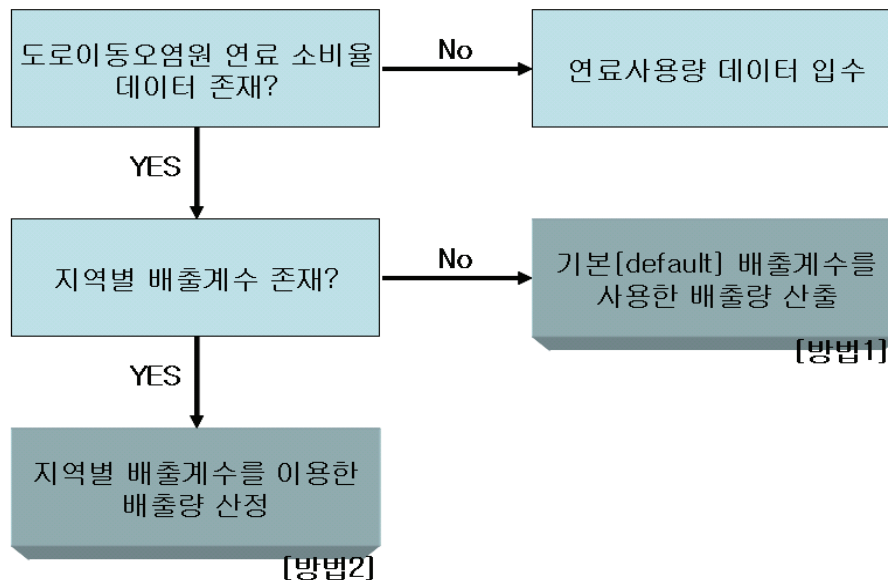 도로이동오염원 연료 소비율
데이터 존재?
No
연료사용량 데이터 입수
YES
지역별 배출계수 존재?
No
기본[default] 배출계수를
사용한 배출량 산출
[방법1]
YES
지역별 배출계수를 이용한
배출량 산정
[방법2]